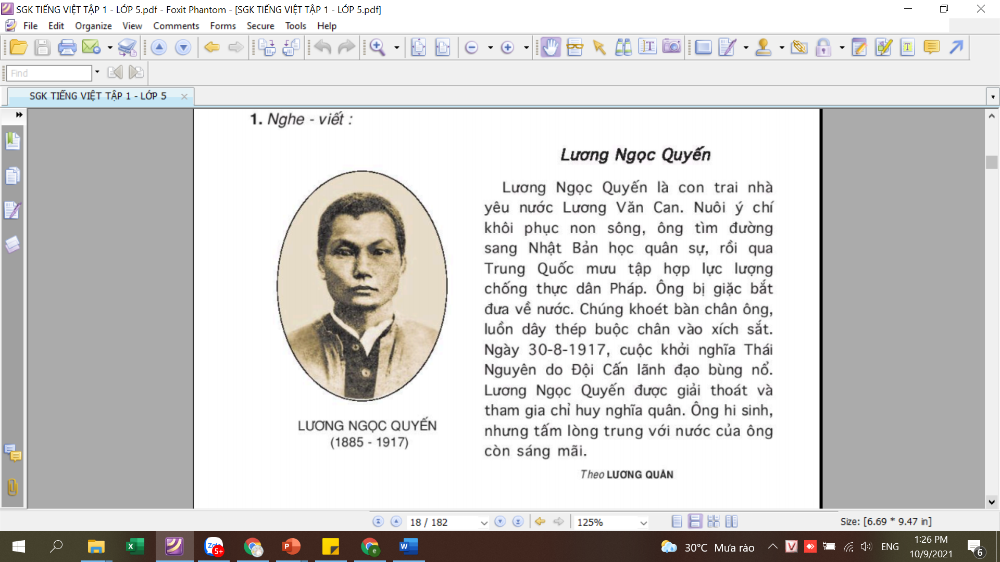 SGK TIẾNG VIỆT TẬP 1 - LỚP 5.pdf - Foxit Phantom - [SGK TIẾNG VIỆT TẬP 1 - LỚP 5.pdf]
File Edit Organize View Comments Forms Secure Tools Help
Find
SGK TIẾNG VIỆT TẬP 1 - LỚP 5
1. Nghe - viết :
Lương Ngọc Quyến
Lương Ngọc Quyến là con trai nhà
yêu nước Lương Văn Can. Nuôi ý chí
khôi phục non sông, ông tìm đường
sang Nhật Bản học quân sự, rồi qua
Trung Quốc mưu tập hợp lực lượng
chống thực dân Pháp. Ông bị giặc bắt
đưa về nước. Chúng khoét bàn chân ông,
luồn dây thép buộc chân vào xích sắt.
Ngày 30-8-1917, cuộc khởi nghĩa Thái
Nguyên do Đội Cấn lãnh đạo bùng nổ.
Lương Ngọc Quyến được giải thoát và
tham gia chỉ huy nghĩa quân. Ông hi sinh,
nhưng tấm lòng trung với nước của ông
còn sáng mãi.
Theo LƯƠNG QUÂN
LƯƠNG NGỌC QUYẾN
(1885 - 1917)
18 / 182
125%
Size: [6.69 * 9.47 in]
Zalo
5+
30°C Mưa rào
ENG
1:26 PM
10/9/2021
6